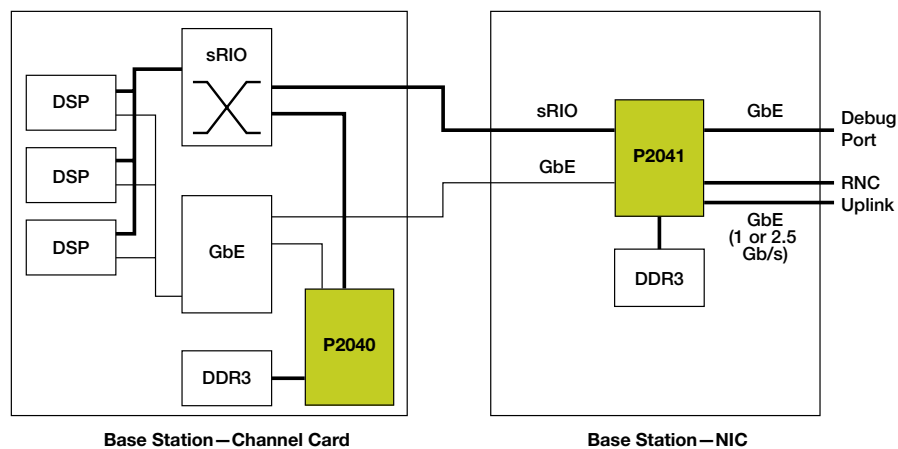 sRIO
DSP
DSP
DSP
GbE
P2040
DDR3
Base Station—Channel Card
sRIO
GbE
P2041
GbE
Debug
Port
RNC
Uplink
GbE
(1 or 2.5
Gb/s)
DDR3
Base Station—NIC